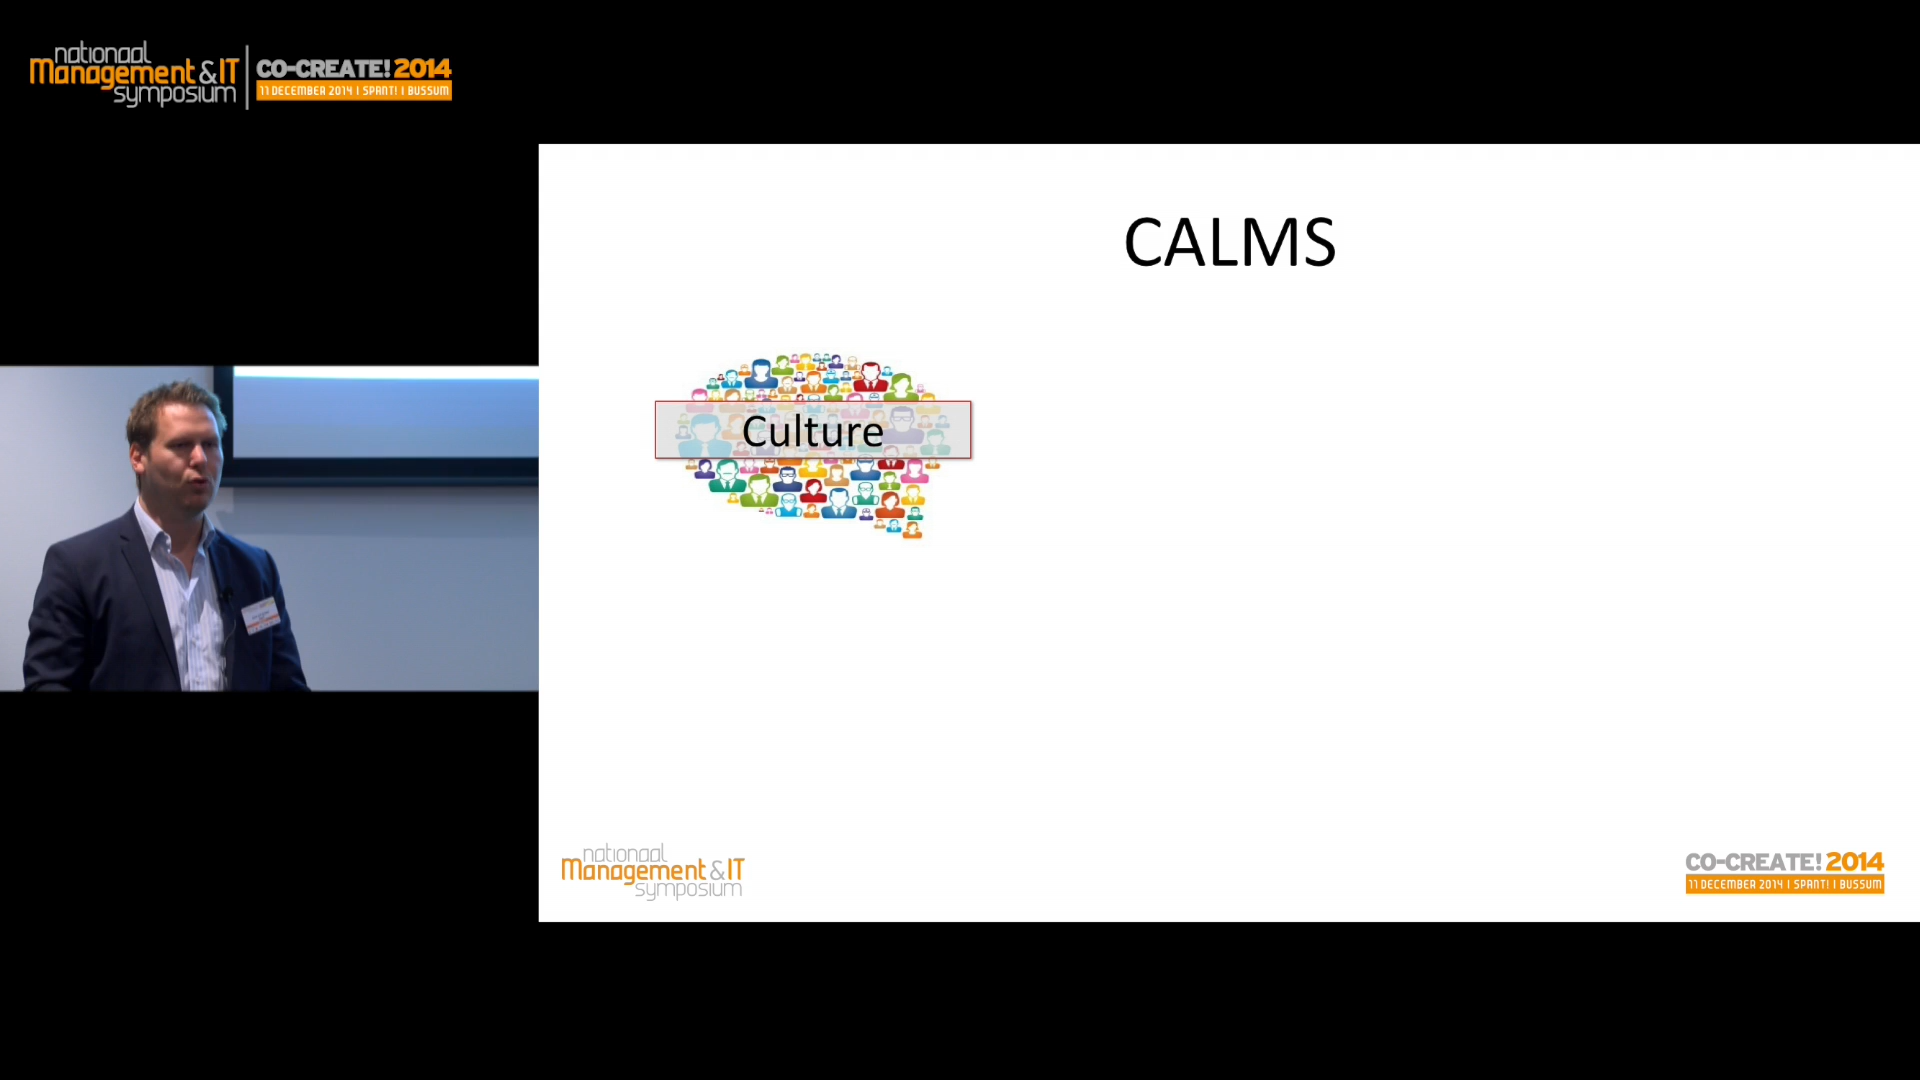 nationaal
Management & IT
symposium
CO-CREATE! 2014
11 DECEMBER 2014 | SPANT! | BUSSUM
CALMS
Culture
nationaal
Management & IT
symposium
CO-CREATE! 2014
11 DECEMBER 2014 | SPANT! | BUSSUM